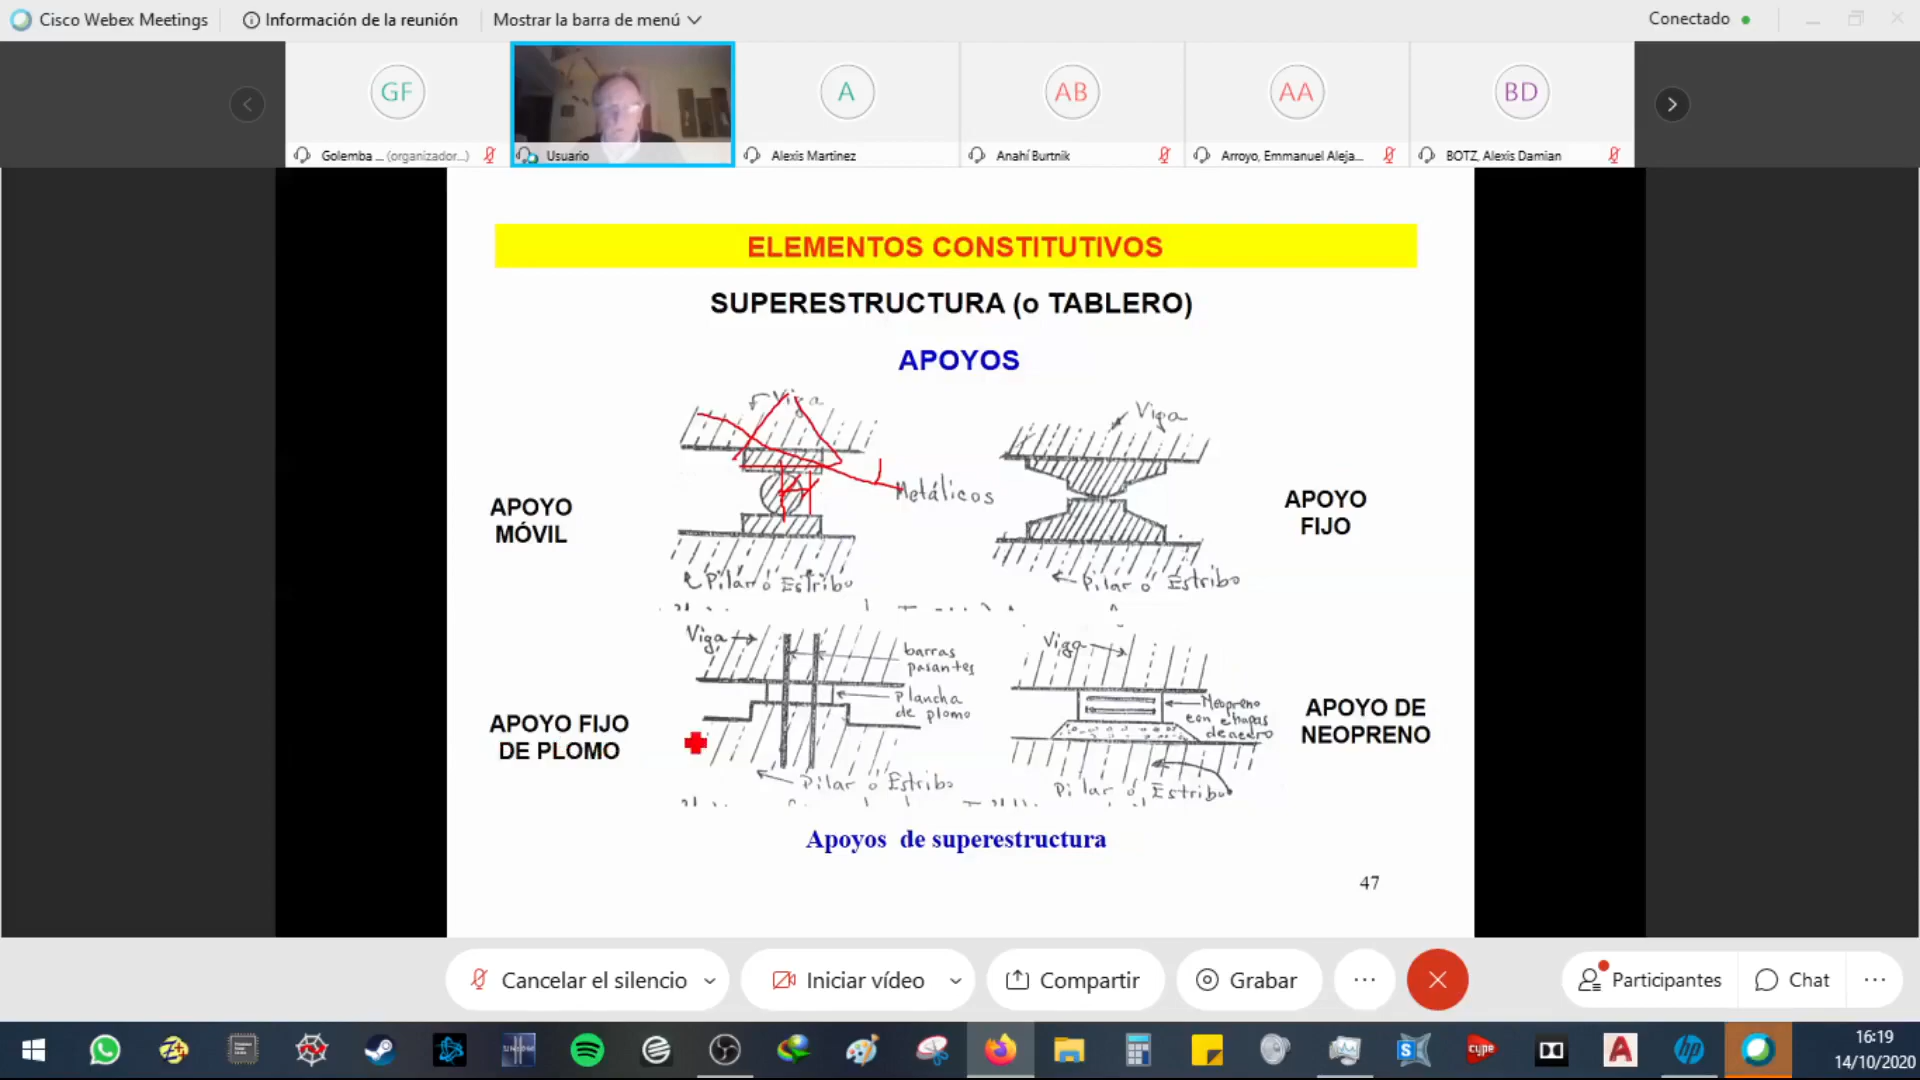 Cisco Webex Meetings
Información de la reunión
Mostrar la barra de menú
Conectado
GF
A
AB
AA
BD
Golemba ... (organizador...)
Usuario
Alexis Martinez
Anahí Burtnik
Arroyo, Emmanuel Aleja...
BOTZ, Alexis Damian
ELEMENTOS CONSTITUTIVOS
SUPERESTRUCTURA (o TABLERO)
APOYOS
Viga
Viga
Metálicos
APOYO
MÓVIL
APOYO
FIJO
Pilar ó Estribo
Pilar ó Estribo
Viga
barras
pasantes
Plancha
de plomo
Viga
Neopreno
con chapas
de acero
APOYO FIJO
DE PLOMO
APOYO DE
NEOPRENO
Pilar ó Estribo
Pilar ó Estribo
Apoyos de superestructura
47
Cancelar el silencio
Iniciar vídeo
Compartir
Grabar
Participantes
Chat
cype
hp
16:19
14/10/2020